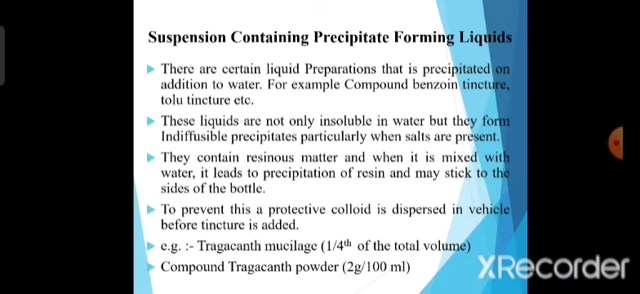 Suspension Containing Precipitate Forming Liquids
There are certain liquid Preparations that is precipitated on
addition to water. For example Compound benzoin tincture,
tolu tincture etc.
These liquids are not only insoluble in water but they form
Indiffusible precipitates particularly when salts are present.
They contain resinous matter and when it is mixed with
water, it leads to precipitation of resin and may stick to the
sides of the bottle.
To prevent this a protective colloid is dispersed in vehicle
before tincture is added.
e.g. :- Tragacanth mucilage (1/4th of the total volume)
Compound Tragacanth powder (2g/100 ml)
XRecorder